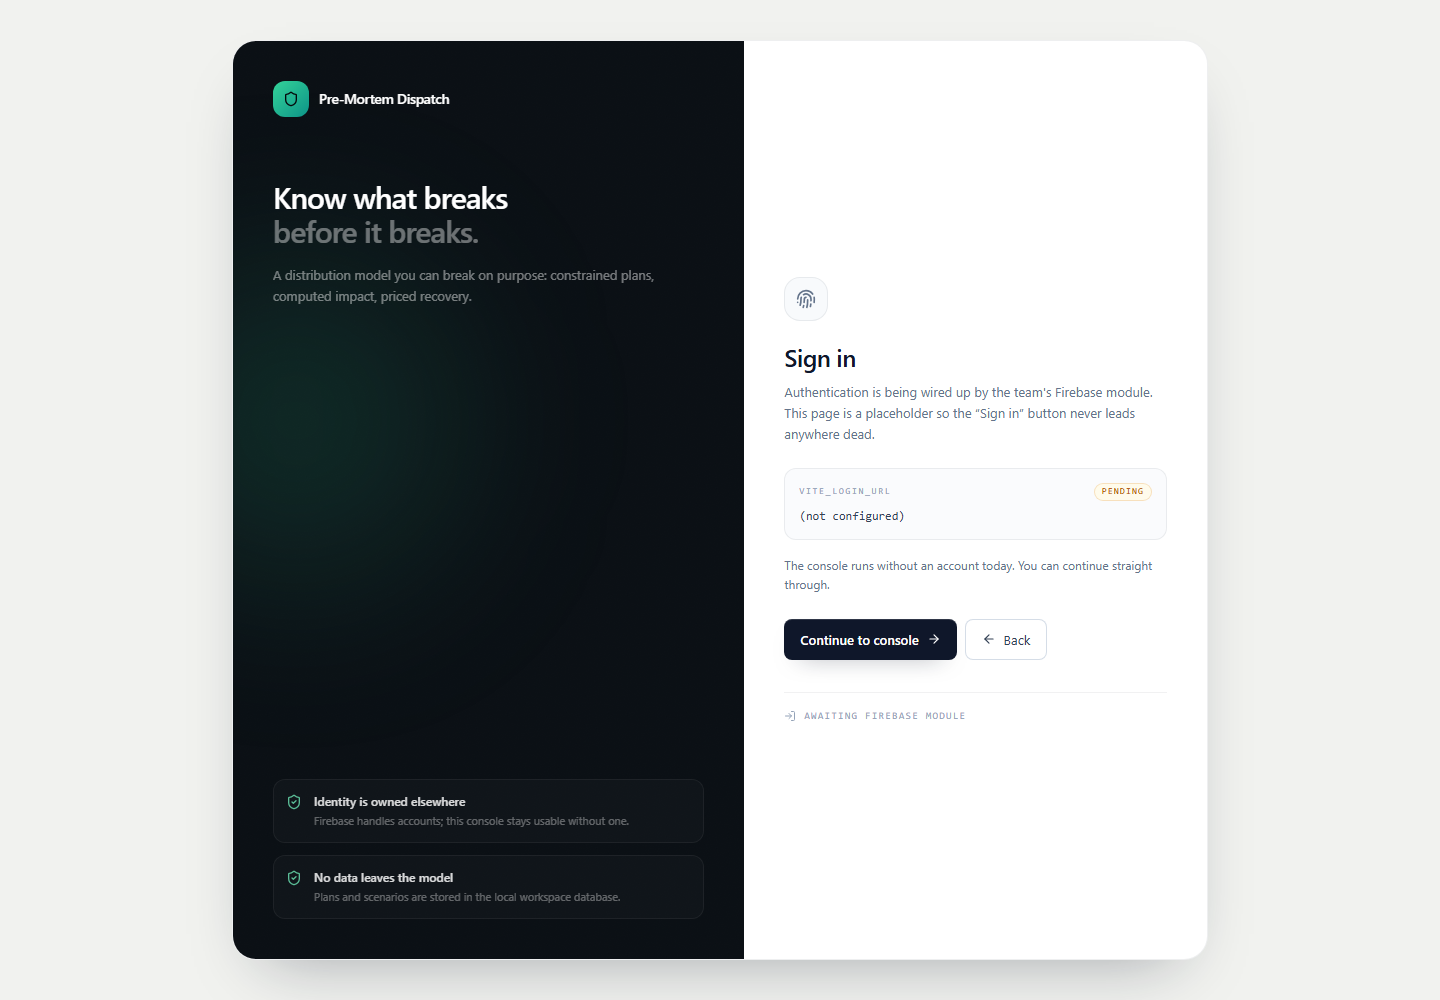 Pre-Mortem Dispatch
Know what breaks
before it breaks.
A distribution model you can break on purpose: constrained plans,
computed impact, priced recovery.
Identity is owned elsewhere
Firebase handles accounts; this console stays usable without one.
No data leaves the model
Plans and scenarios are stored in the local workspace database.
Sign in
Authentication is being wired up by the team's Firebase module.
This page is a placeholder so the “Sign in” button never leads
anywhere dead.
VITE_LOGIN_URL
PENDING
(not configured)
The console runs without an account today. You can continue straight
through.
Continue to console
Back
AWAITING FIREBASE MODULE